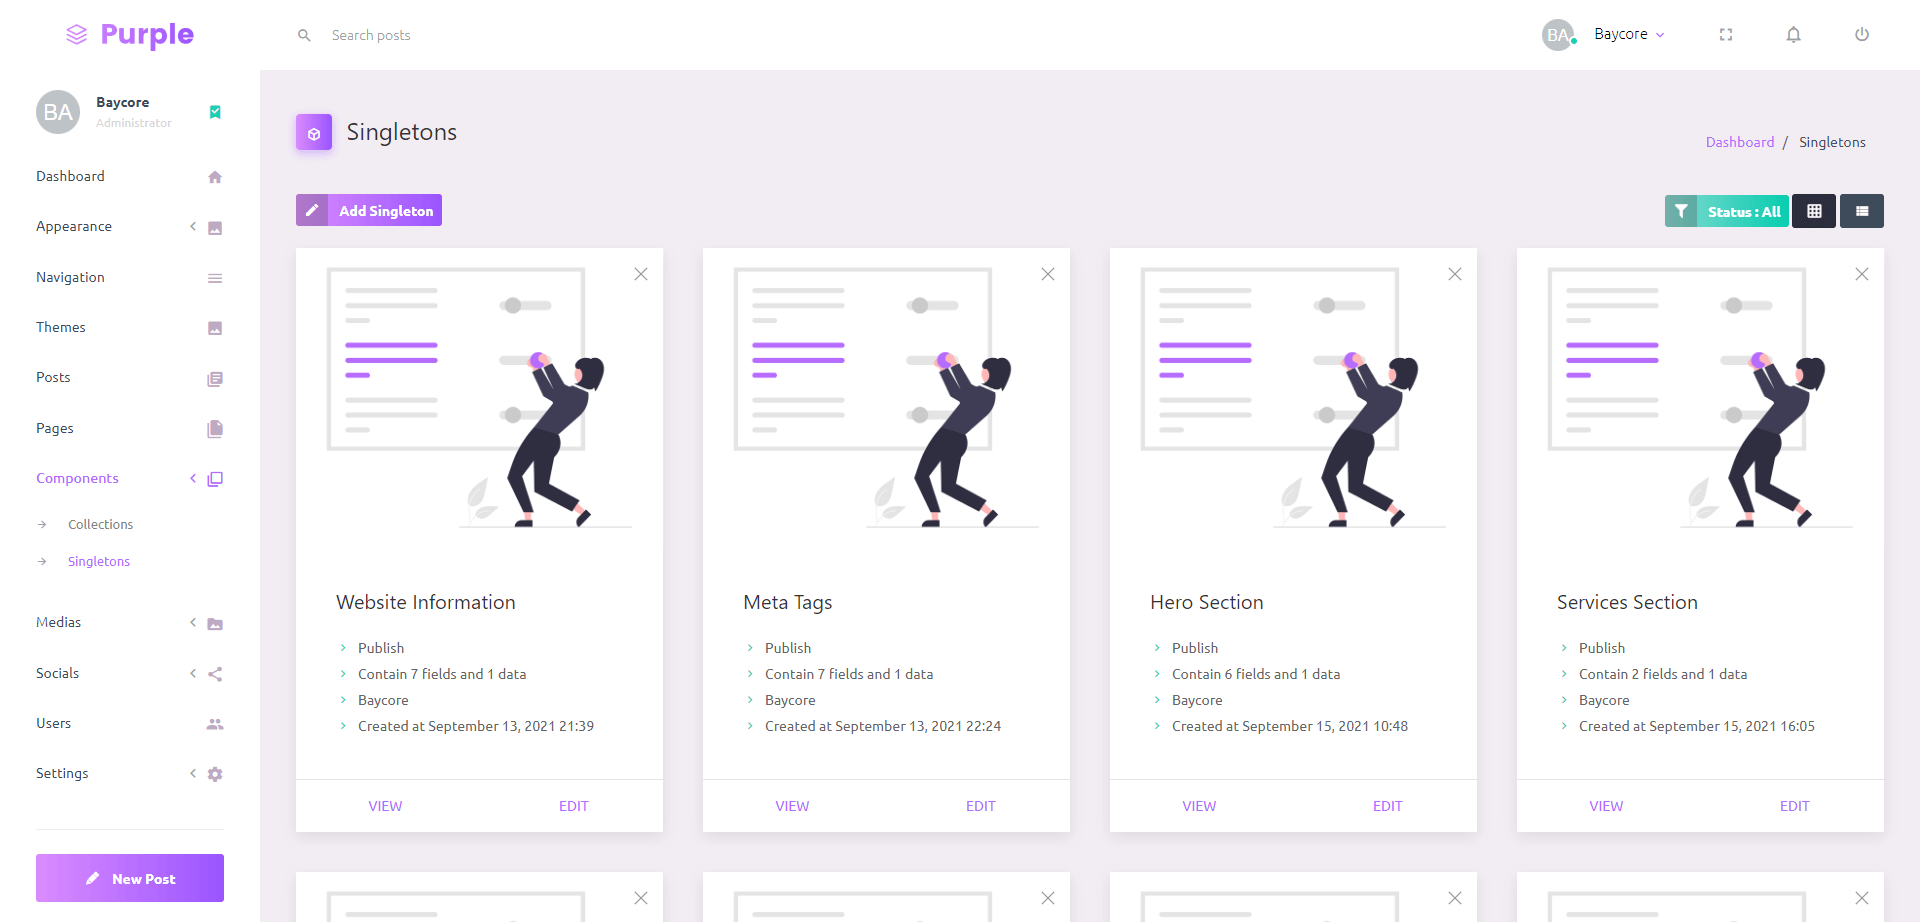 Purple
Search posts
BA
Baycore
BA
Baycore
Administrator
Dashboard
Appearance
Navigation
Themes
Posts
Pages
Components
Collections
Singletons
Medias
Socials
Users
Settings
New Post
Singletons
Dashboard / Singletons
Add Singleton
Status : All
Website Information
Publish
Contain 7 fields and 1 data
Baycore
Created at September 13, 2021 21:39
VIEW EDIT
Meta Tags
Publish
Contain 7 fields and 1 data
Baycore
Created at September 13, 2021 22:24
VIEW EDIT
Hero Section
Publish
Contain 6 fields and 1 data
Baycore
Created at September 15, 2021 10:48
VIEW EDIT
Services Section
Publish
Contain 2 fields and 1 data
Baycore
Created at September 15, 2021 16:05
VIEW EDIT